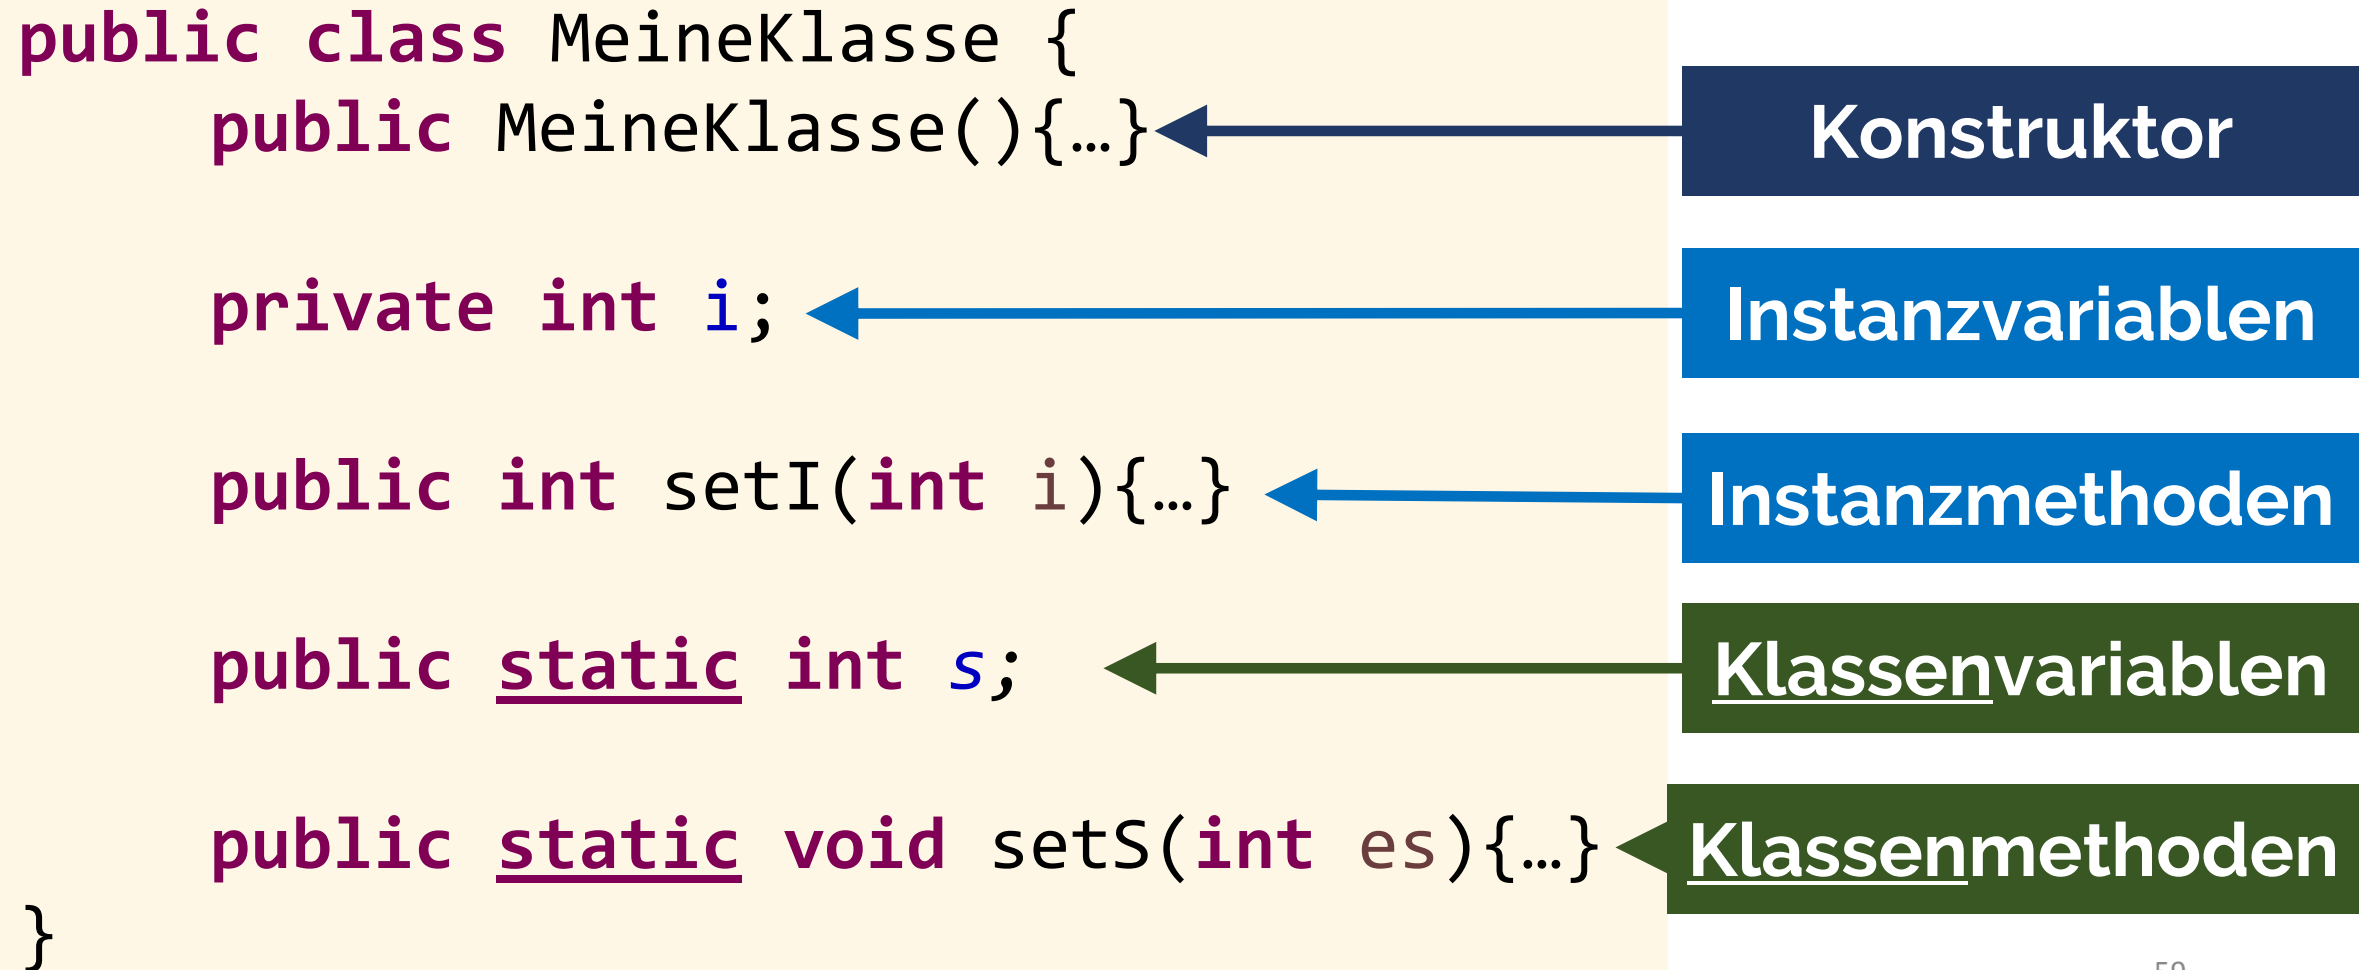 public class MeineKlasse {
public MeineKlasse(){…}
Konstruktor
private int i;
Instanzvariablen
public int setI(int i){…}
Instanzmethoden
public static int s;
Klassenvariablen
public static void setS(int es){…}
Klassenmethoden
}